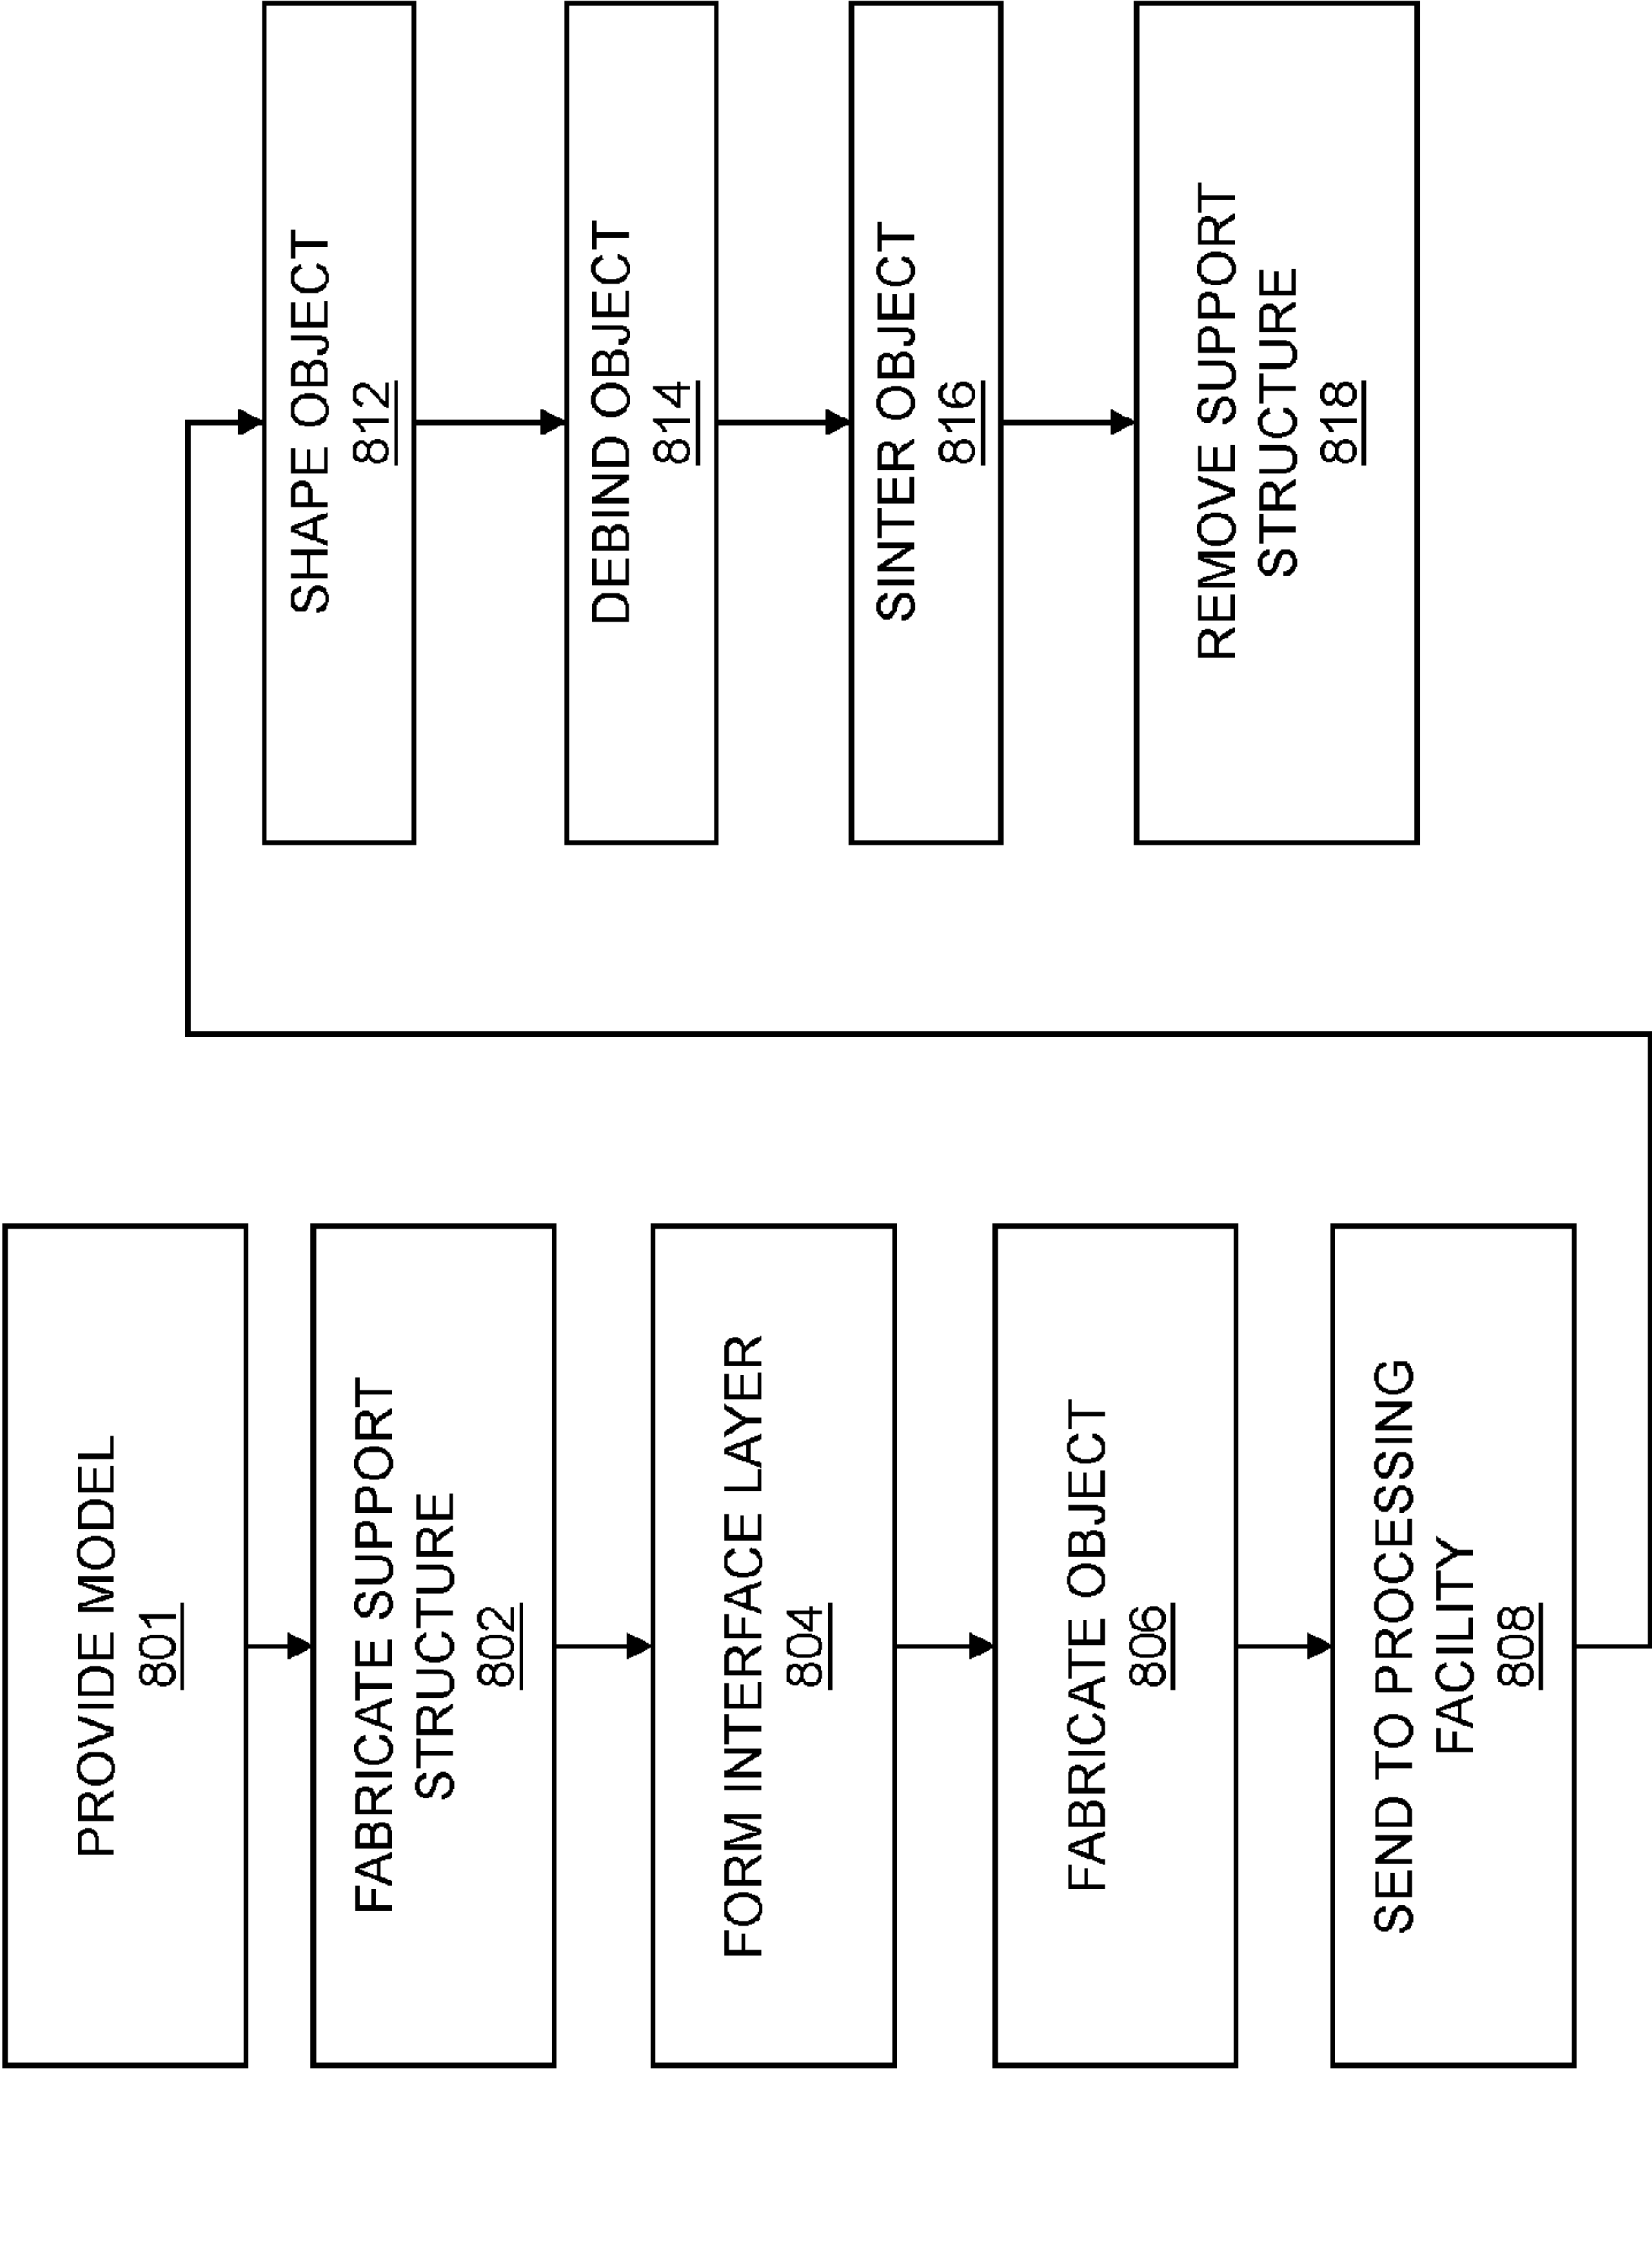 PROVIDE MODEL
801
FABRICATE SUPPORT
STRUCTURE
802
FORM INTERFACE LAYER
804
FABRICATE OBJECT
806
SEND TO PROCESSING
FACILITY
808
SHAPE OBJECT
812
DEBIND OBJECT
814
SINTER OBJECT
816
REMOVE SUPPORT
STRUCTURE
818